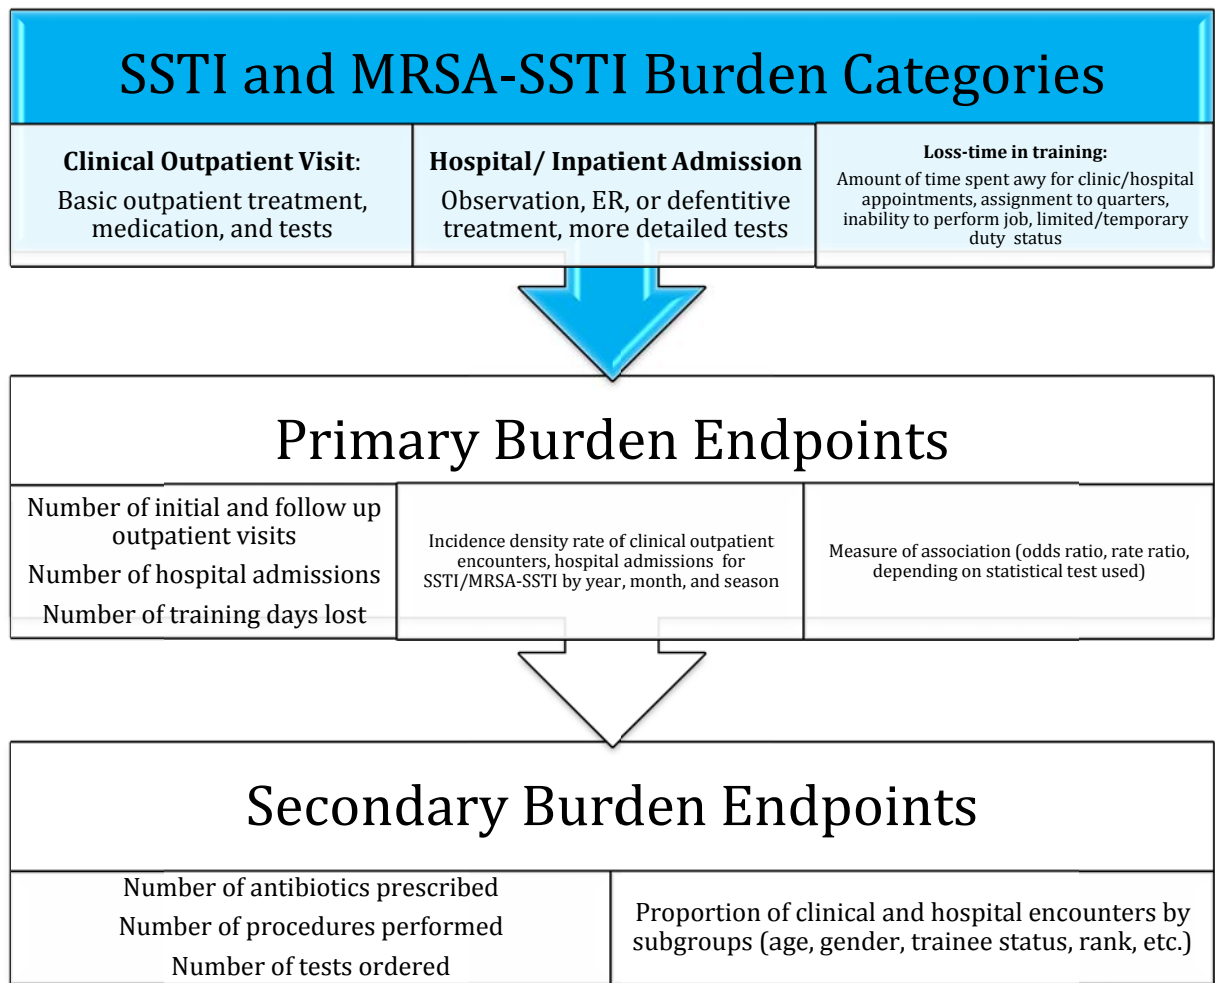 SSTI and MRSA-SSTI Burden Categories
Clinical Outpatient Visit:
Basic outpatient treatment,
medication, and tests
Hospital/ Inpatient Admission
Observation, ER, or defentitive
treatment, more detailed tests
Loss-time in training:
Amount of time spent awy for clinic/hospital
appointments, assignment to quarters,
inability to perform job, limited/temporary
duty status
Primary Burden Endpoints
Number of initial and follow up
outpatient visits
Number of hospital admissions
Number of training days lost
Incidence density rate of clinical outpatient
encounters, hospital admissions for
SSTI/MRSA-SSTI by year, month, and season
Measure of association (odds ratio, rate ratio,
depending on statistical test used)
Secondary Burden Endpoints
Number of antibiotics prescribed
Number of procedures performed
Number of tests ordered
Proportion of clinical and hospital encounters by
subgroups (age, gender, trainee status, rank, etc.)